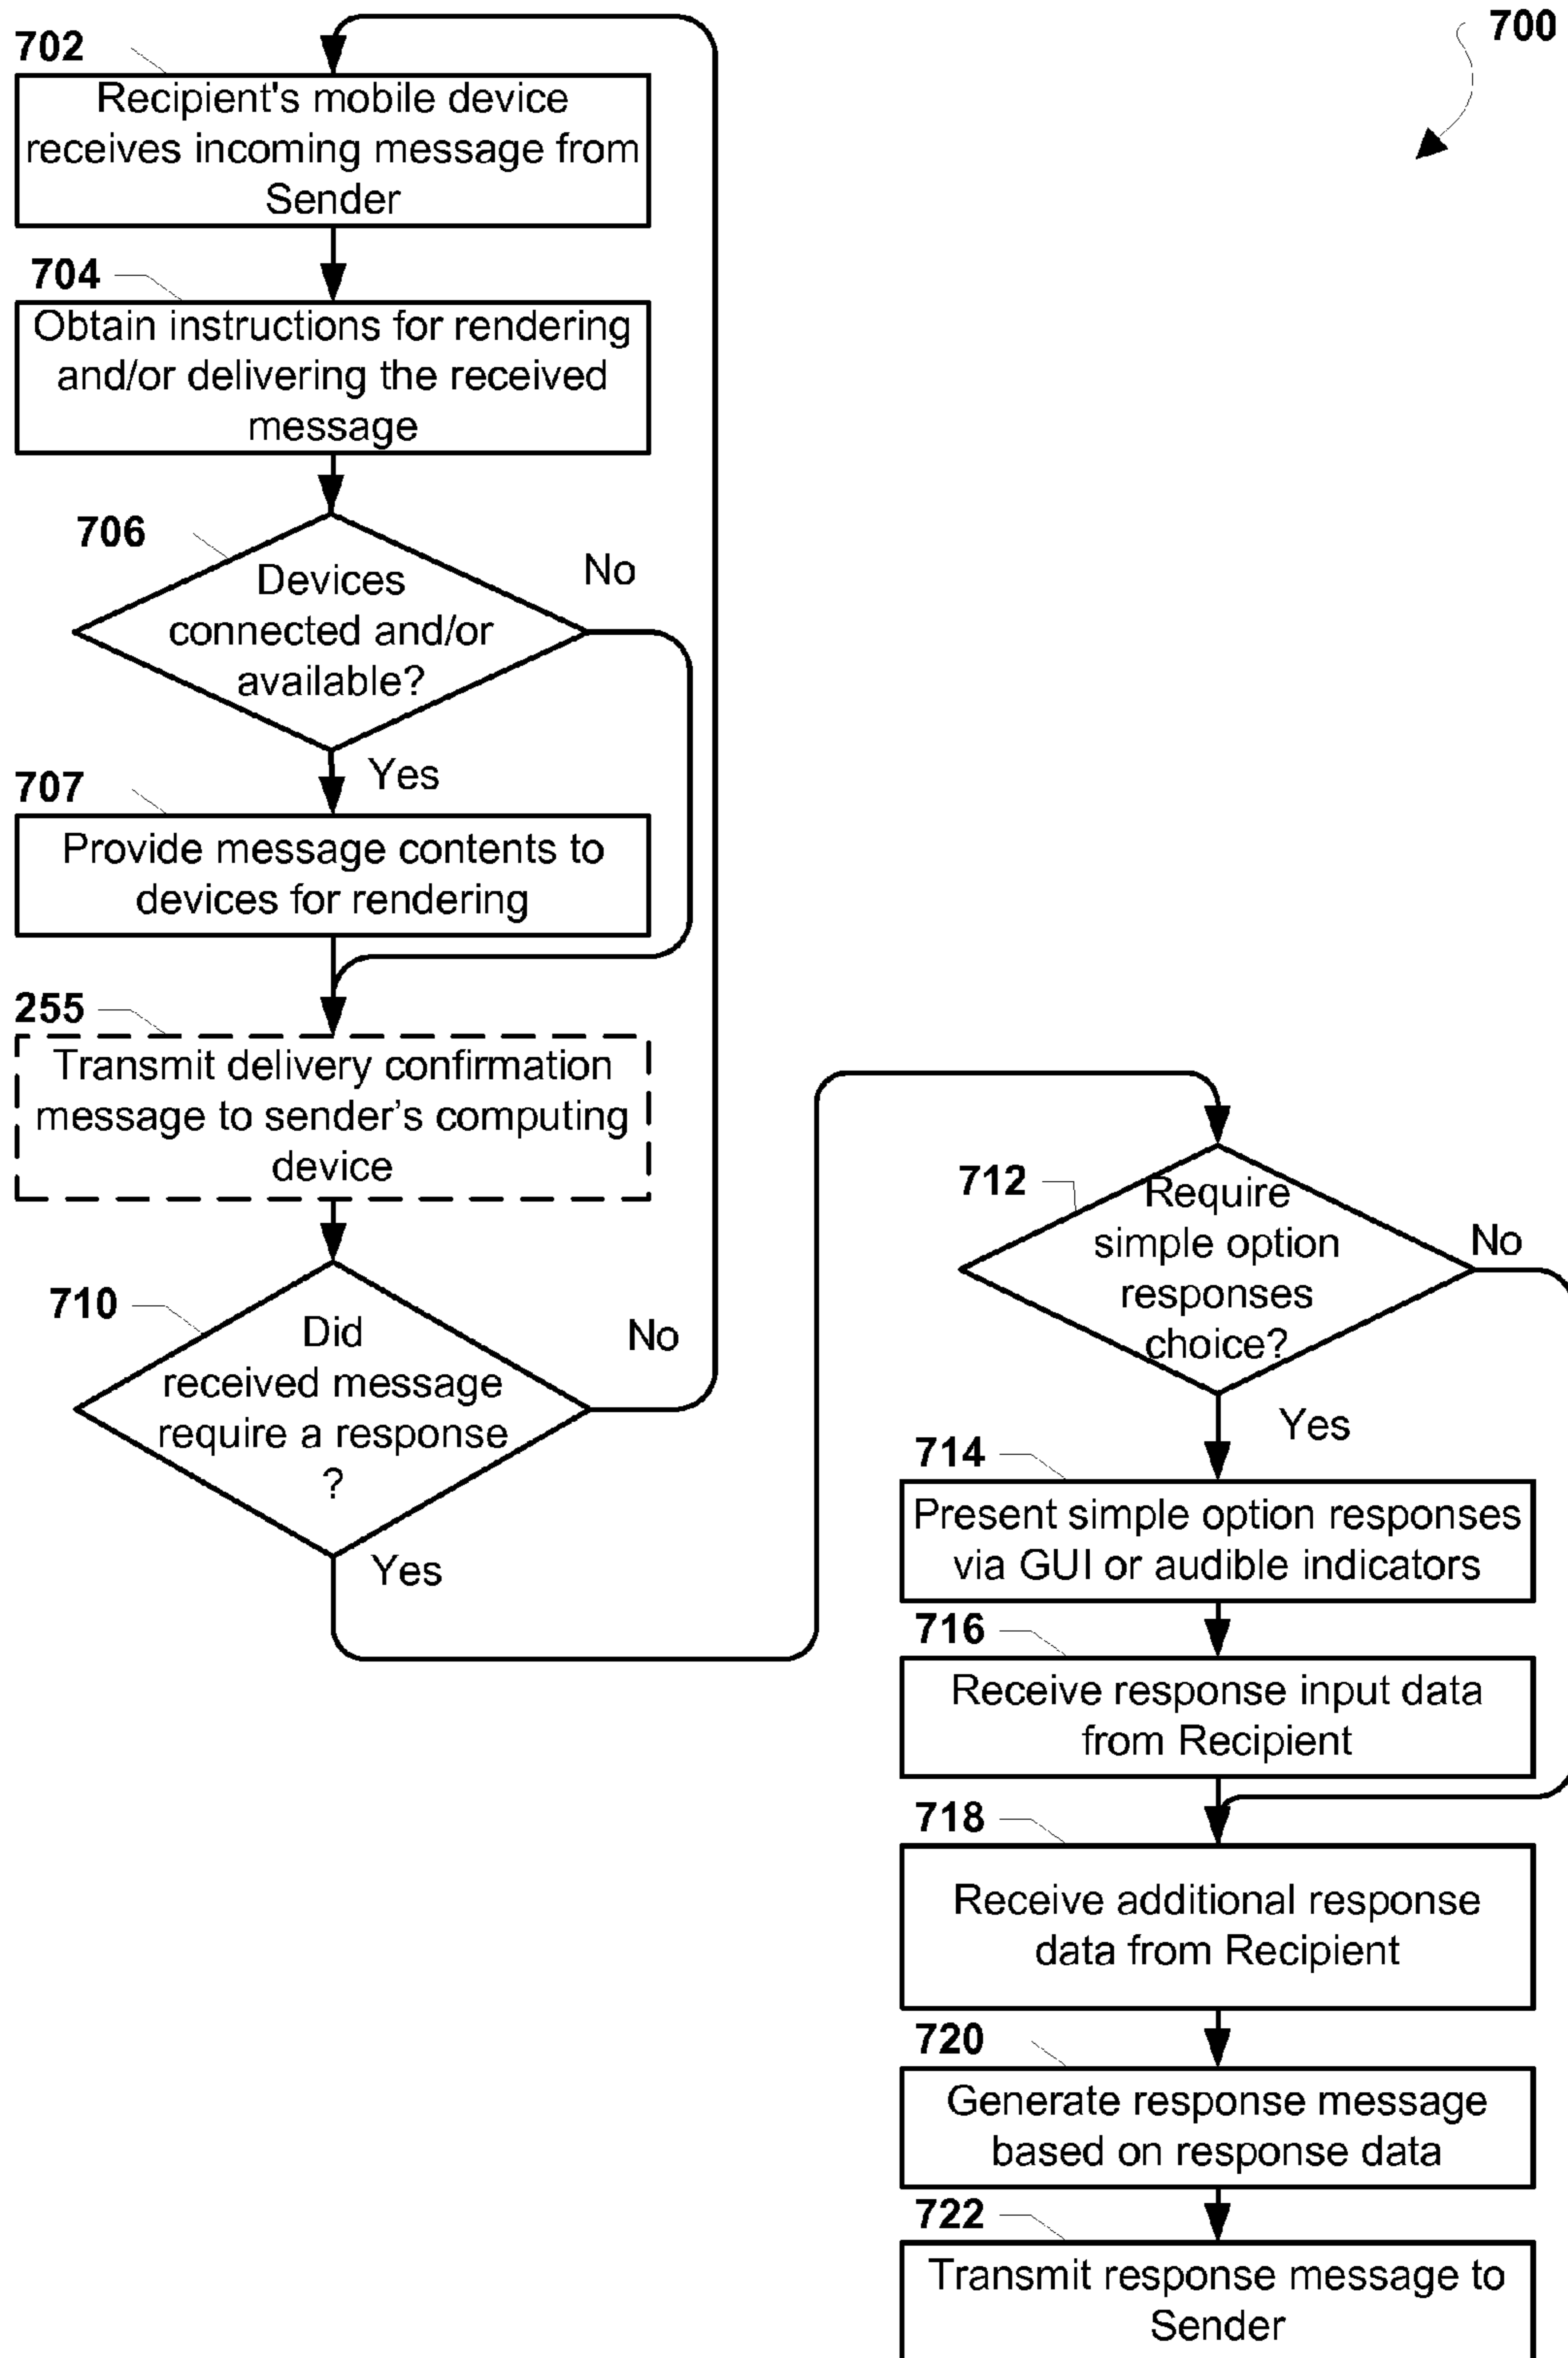 700
702
Recipient's mobile device
receives incoming message from
Sender
704
Obtain instructions for rendering
and/or delivering the received
message
706
Devices
connected and/or
available?
No
Yes
707
Provide message contents to
devices for rendering
255
Transmit delivery confirmation
message to sender’s computing
device
710
Did
received message
require a response
?
No
Yes
712
Require
simple option
responses
choice?
No
Yes
714
Present simple option responses
via GUI or audible indicators
716
Receive response input data
from Recipient
718
Receive additional response
data from Recipient
720
Generate response message
based on response data
722
Transmit response message to
Sender